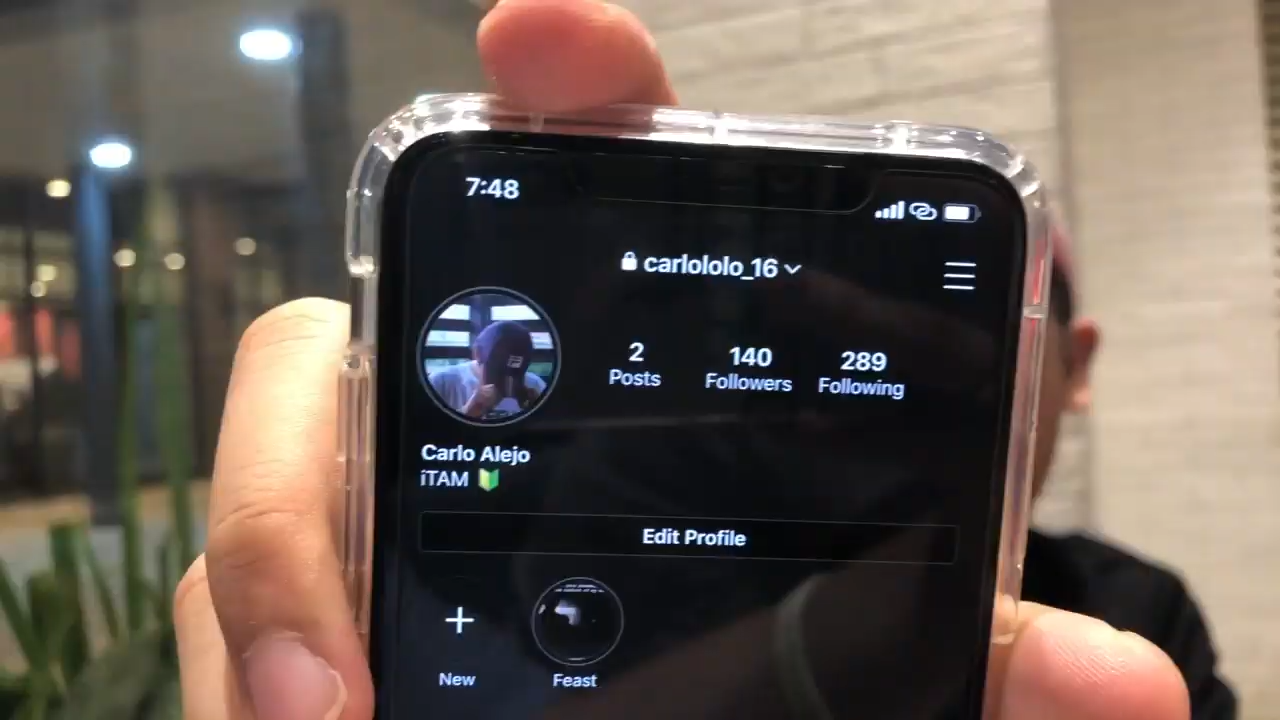 7:48
carlololo_16
2 140 289
Posts Followers Following
Carlo Alejo
iTAM 🔰
Edit Profile
+
New Feast